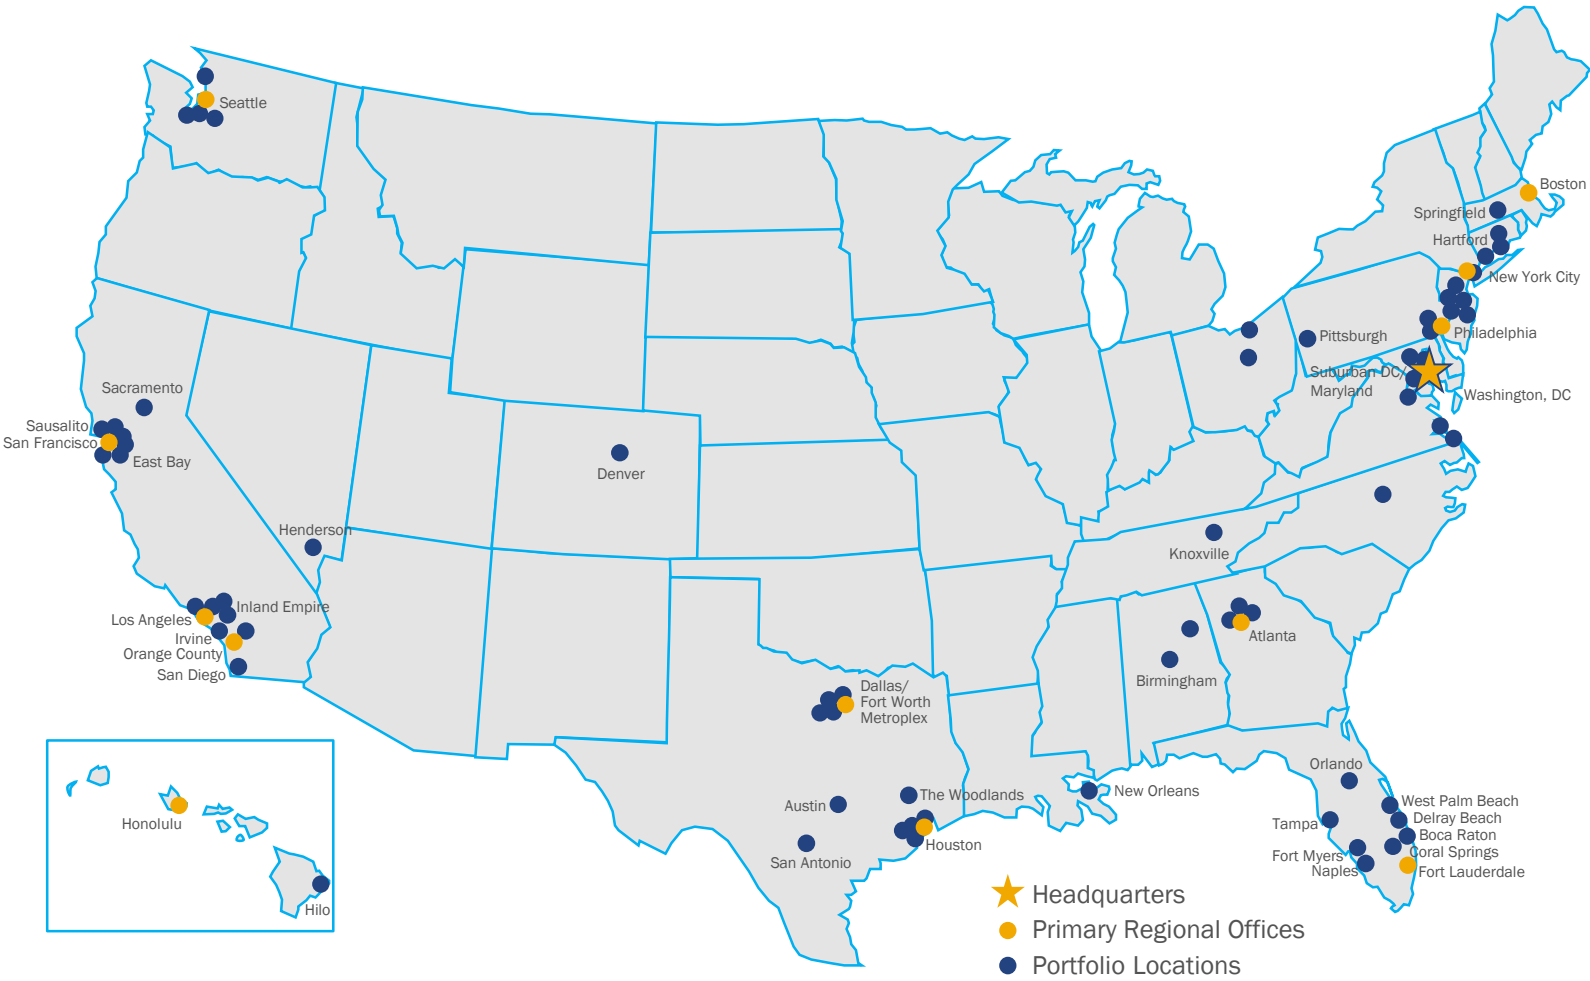 Seattle
Boston
Springfield
Hartford
New York City
Pittsburgh
Philadelphia
Suburban DC/
Maryland
Washington, DC
Sacramento
Sausalito
San Francisco
East Bay
Denver
Henderson
Knoxville
Los Angeles
Inland Empire
Irvine
Orange County
San Diego
Atlanta
Birmingham
Dallas/
Fort Worth
Metroplex
Orlando
Austin
The Woodlands
New Orleans
West Palm Beach
Delray Beach
Tampa
Boca Raton
Houston
San Antonio
Coral Springs
Fort Myers
Naples
Fort Lauderdale
Honolulu
Hilo
Headquarters
Primary Regional Offices
Portfolio Locations